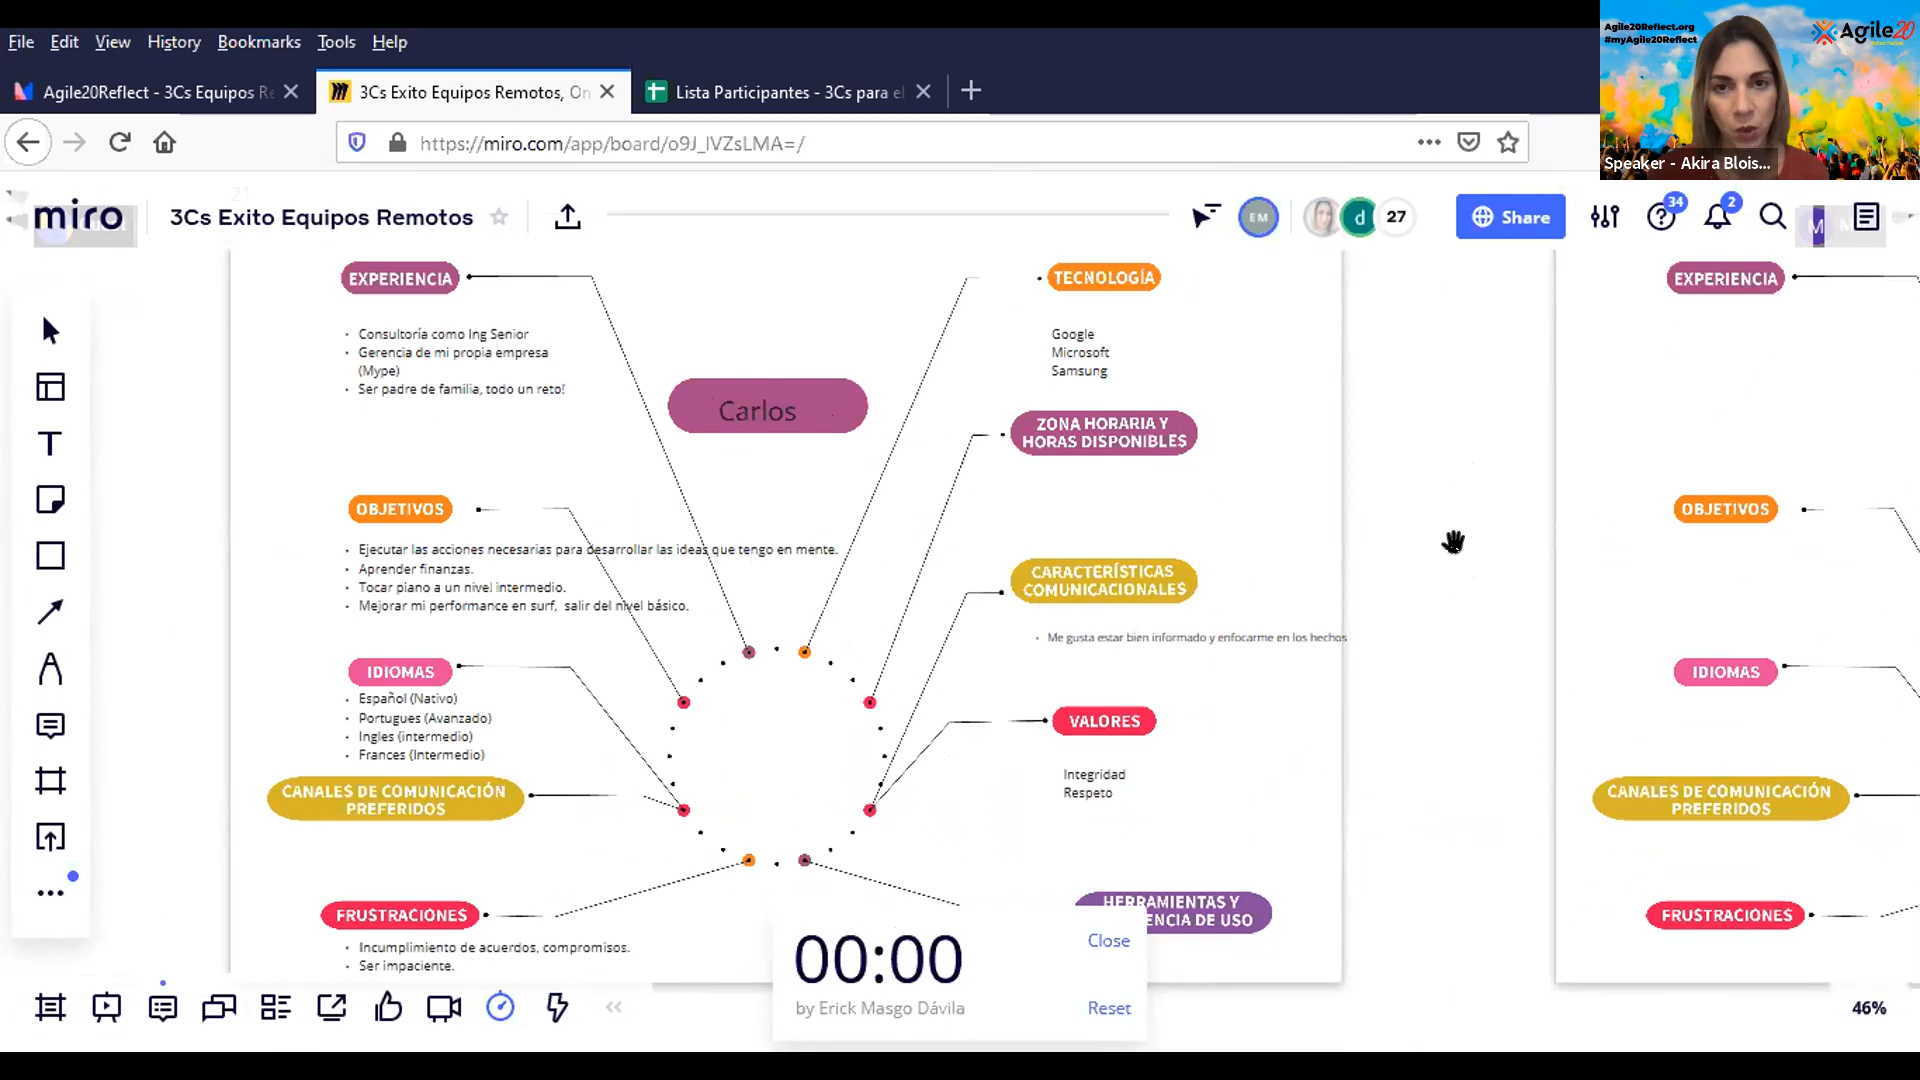 File Edit View History Bookmarks Tools Help
Agile20Reflect.org
#myAgile20Reflect
Agile20
Agile20Reflect - 3Cs Equipos Re
3Cs Exito Equipos Remotos, On
Lista Participantes - 3Cs para el
https://miro.com/app/board/o9J_lVZsLMA=/
Speaker - Akira Blois...
miro
3Cs Exito Equipos Remotos
EM
d
27
Share
34
2
EXPERIENCIA
Consultoría como Ing Senior
Gerencia de mi propia empresa
(Mype)
Ser padre de familia, todo un reto!
Carlos
TECNOLOGÍA
Google
Microsoft
Samsung
ZONA HORARIA Y
HORAS DISPONIBLES
OBJETIVOS
Ejecutar las acciones necesarias para desarrollar las ideas que tengo en mente.
Aprender finanzas.
Tocar piano a un nivel intermedio.
Mejorar mi performance en surf, salir del nivel básico.
CARACTERÍSTICAS
COMUNICACIONALES
Me gusta estar bien informado y enfocarme en los hechos
IDIOMAS
Español (Nativo)
Portugues (Avanzado)
Ingles (intermedio)
Frances (Intermedio)
VALORES
Integridad
Respeto
CANALES DE COMUNICACIÓN
PREFERIDOS
FRUSTRACIONES
Incumplimiento de acuerdos, compromisos.
Ser impaciente.
HERRAMIENTAS Y
ENCIA DE USO
EXPERIENCIA
OBJETIVOS
IDIOMAS
CANALES DE COMUNICACIÓN
PREFERIDOS
FRUSTRACIONES
00:00
Close
by Erick Masgo Dávila
Reset
46%